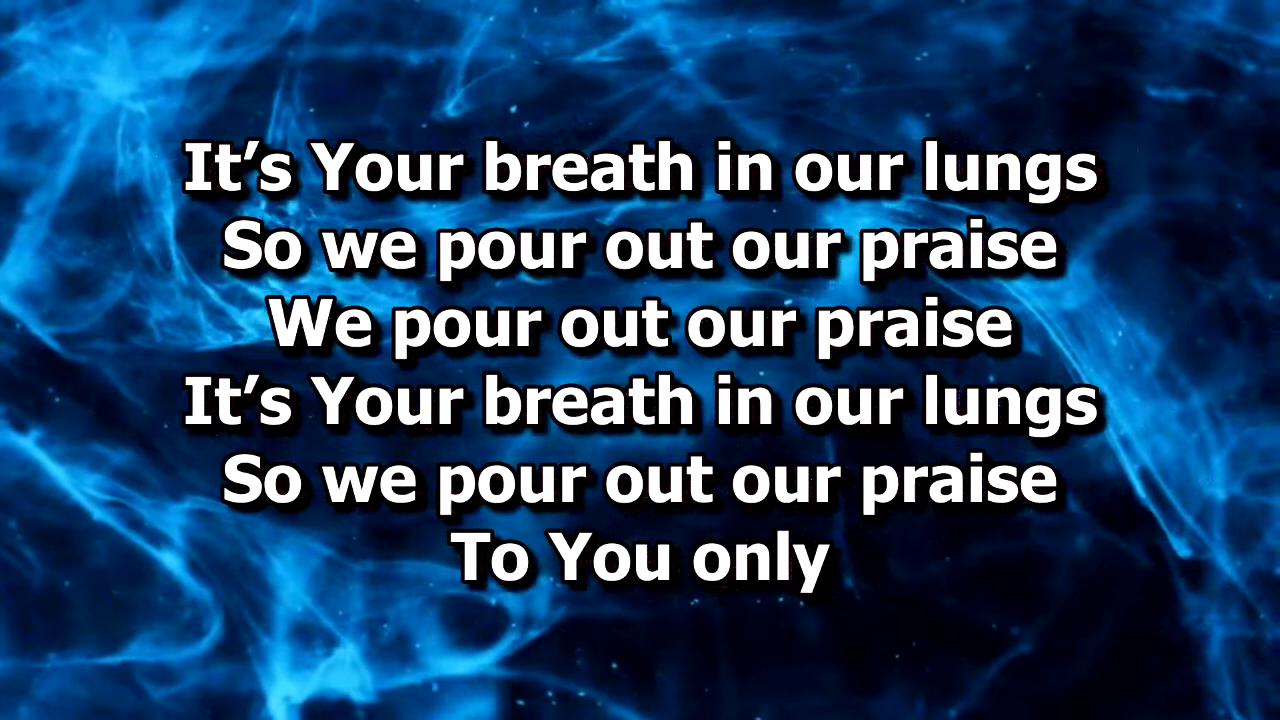 It’s Your breath in our lungs
So we pour out our praise
We pour out our praise
It’s Your breath in our lungs
So we pour out our praise
To You only